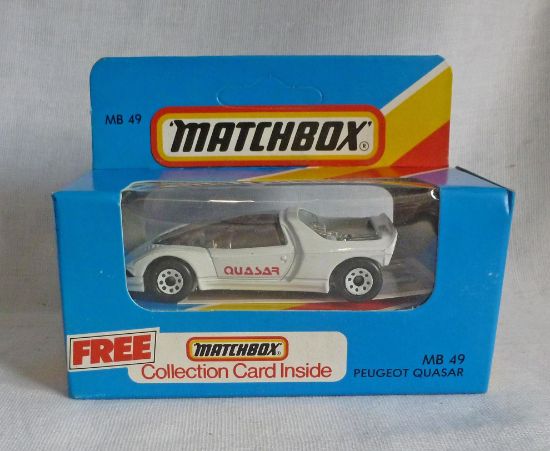 MB 49
"MATCHBOX"®
QUASAR
FREE
"MATCHBOX"
Collection Card Inside
MB 49
PEUGEOT QUASAR